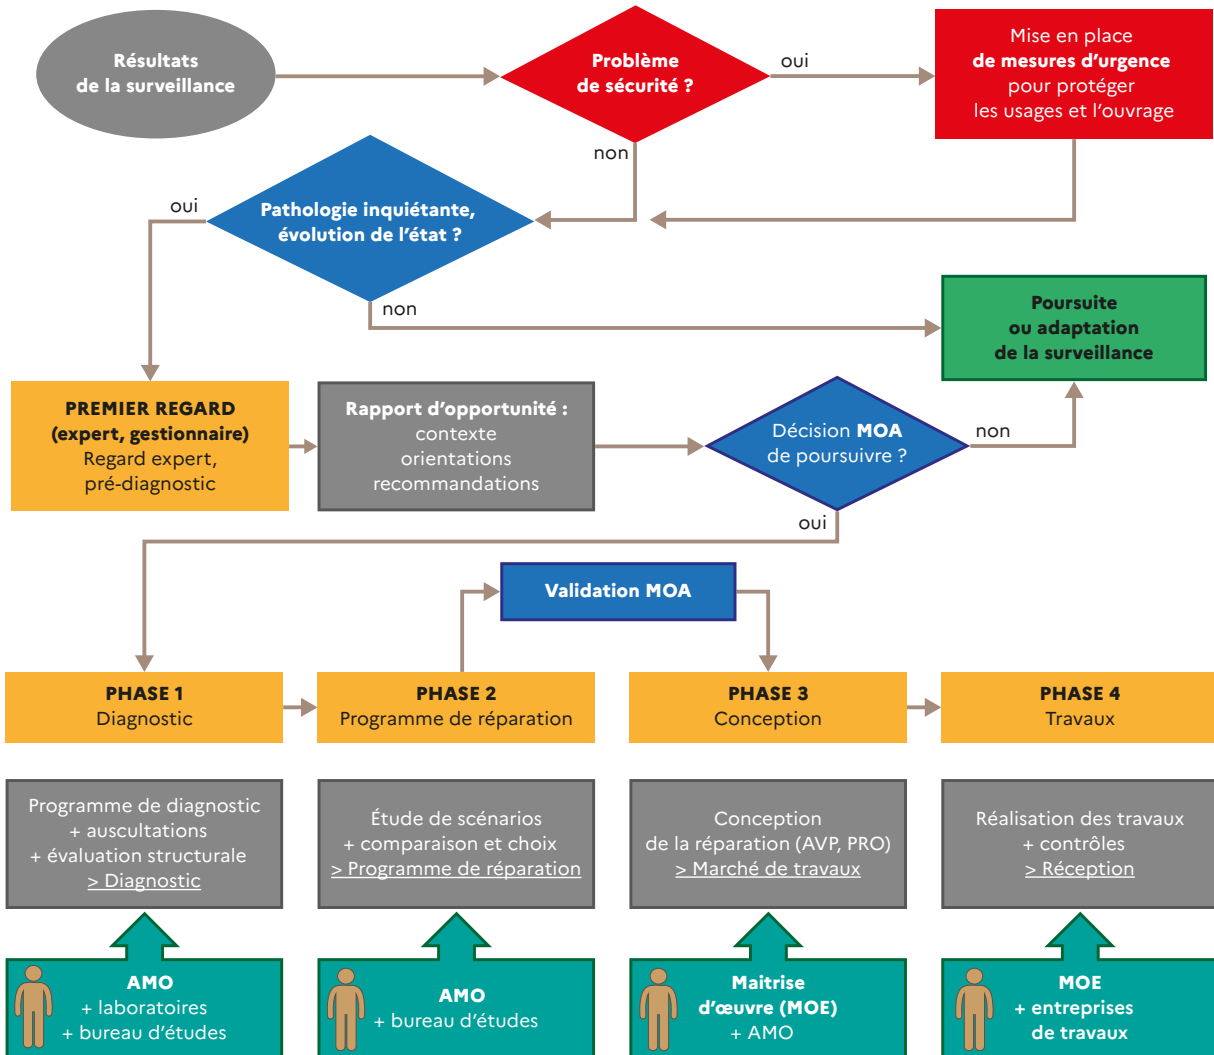 Résultats
de la surveillance
Problème
de sécurité ?
oui
Mise en place
de mesures d'urgence
pour protéger
les usages et l'ouvrage
non
oui
Pathologie inquiétante,
évolution de l'état ?
non
Poursuite
ou adaptation
de la surveillance
PREMIER REGARD
(expert, gestionnaire)
Regard expert,
pré-diagnostic
Rapport d'opportunité :
contexte
orientations
recommandations
Décision MOA
de poursuivre ?
non
oui
Validation MOA
PHASE 1
Diagnostic
PHASE 2
Programme de réparation
PHASE 3
Conception
PHASE 4
Travaux
Programme de diagnostic
+ auscultations
+ évaluation structurale
> Diagnostic
Étude de scénarios
+ comparaison et choix
> Programme de réparation
Conception
de la réparation (AVP, PRO)
> Marché de travaux
Réalisation des travaux
+ contrôles
> Réception
AMO
+ laboratoires
+ bureau d'études
AMO
+ bureau d'études
Maitrise
d'œuvre (MOE)
+ AMO
MOE
+ entreprises
de travaux